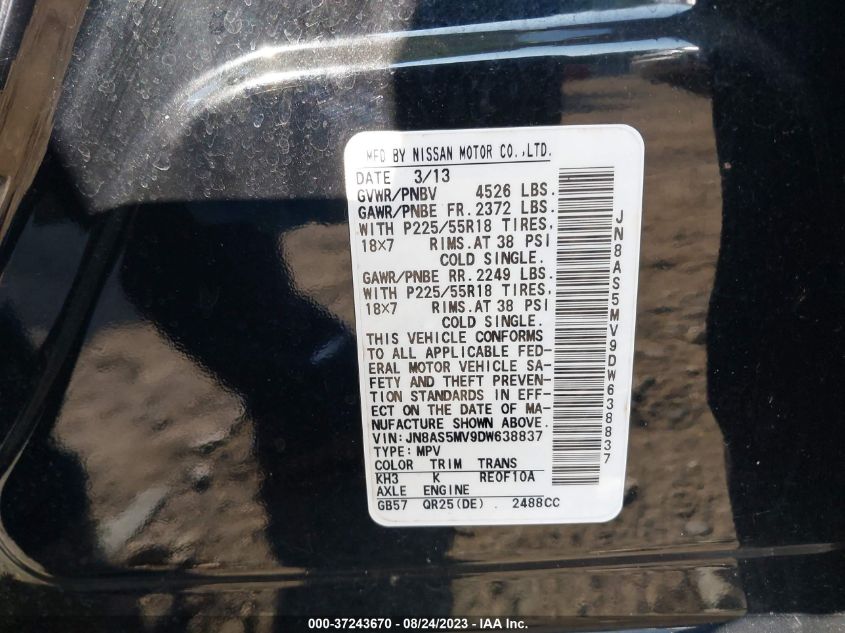 MFD BY NISSAN MOTOR CO.,LTD.
DATE 3/13
GVWR/PNBV 4526 LBS.
GAWR/PNBE FR.2372 LBS.
WITH P225/55R18 TIRES,
18×7 RIMS.AT 38 PSI
COLD SINGLE.
GAWR/PNBE RR.2249 LBS.
WITH P225/55R18 TIRES,
18×7 RIMS.AT 38 PSI
COLD SINGLE.
THIS VEHICLE CONFORMS
TO ALL APPLICABLE FED-
ERAL MOTOR VEHICLE SA-
FETY AND THEFT PREVEN-
TION STANDARDS IN EFF-
ECT ON THE DATE OF MA-
NUFACTURE SHOWN ABOVE.
VIN:JN8AS5MV9DW638837
TYPE:MPV
COLOR TRIM TRANS
KH3 K RE0F10A
AXLE ENGINE
GB57 QR25(DE) 2488CC
JN8AS5MV9DW638837
000-37243670 - 08/24/2023 - IAA Inc.